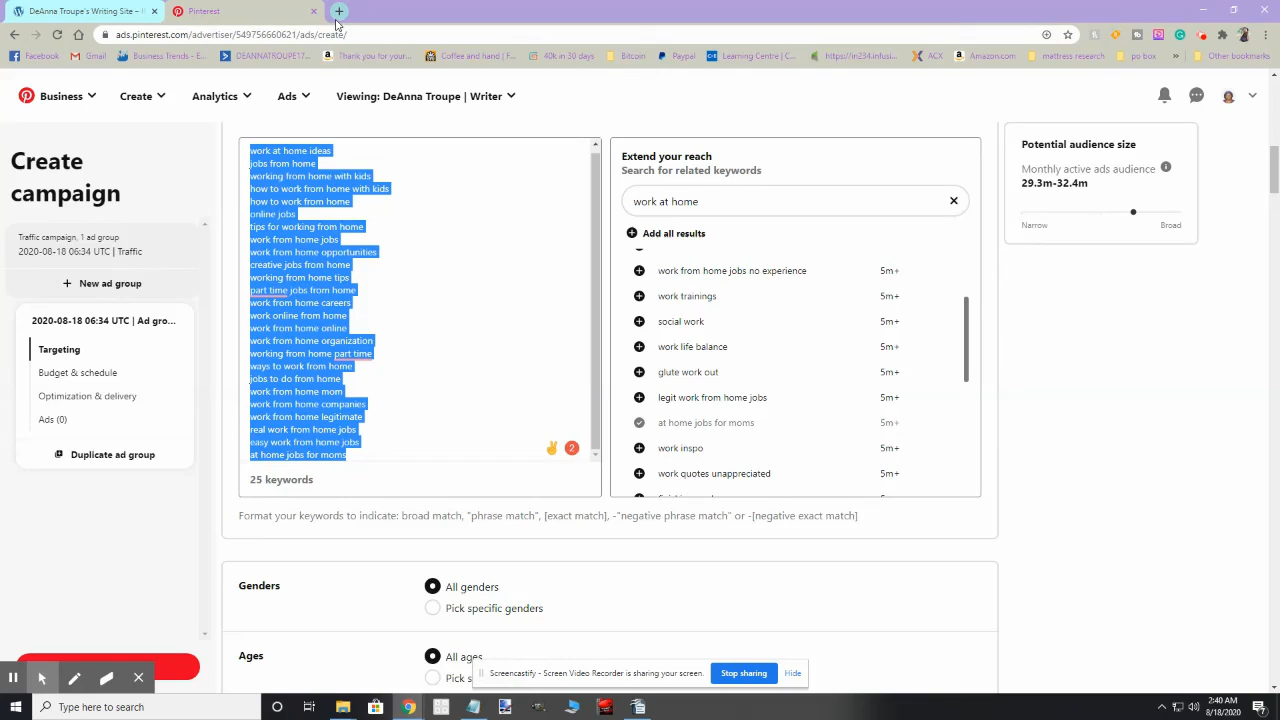 DeAnna Troupe's Writing Site – H
Pinterest
ads.pinterest.com/advertiser/549756660621/ads/create/
Facebook
Gmail
Business Trends - E...
DEANNATROUPE17...
Thank you for your...
Coffee and hand | F...
40k in 30 days
Bitcoin
Paypal
Learning Centre | C...
https://m234.infusi...
ACX
Amazon.com
mattress research
po box
»
Other bookmarks
Business
Create
Analytics
Ads
Viewing: DeAnna Troupe | Writer
Create
campaign
Traffic campaign, 1 ad group
2020-08-18 06:34 UTC | Traffic
New ad group
2020-08-18 06:34 UTC | Ad gro...
Targeting
Budget & schedule
Optimization & delivery
Ads (0)
Duplicate ad group
work at home ideas
jobs from home
working from home with kids
how to work from home with kids
how to work from home
online jobs
tips for working from home
work from home jobs
work from home opportunities
creative jobs from home
working from home tips
part time jobs from home
work from home careers
work online from home
work from home online
work from home organization
working from home part time
ways to work from home
jobs to do from home
work from home mom
work from home companies
work from home legitimate
real work from home jobs
easy work from home jobs
at home jobs for moms
2
25 keywords
Extend your reach
Search for related keywords
work at home
Add all results
work from home jobs no experience 5m+
work trainings 5m+
social work 5m+
work life balance 5m+
glute work out 5m+
legit work from home jobs 5m+
at home jobs for moms 5m+
work inspo 5m+
work quotes unappreciated 5m+
Format your keywords to indicate: broad match, "phrase match", [exact match], -"negative phrase match" or -[negative exact match]
Potential audience size
Monthly active ads audience
29.3m-32.4m
Narrow
Broad
Genders
All genders
Pick specific genders
Ages
All ages
Pick s
Screencastify - Screen Video Recorder is sharing your screen.
Stop sharing
Hide
Type here to search
2:40 AM
8/18/2020